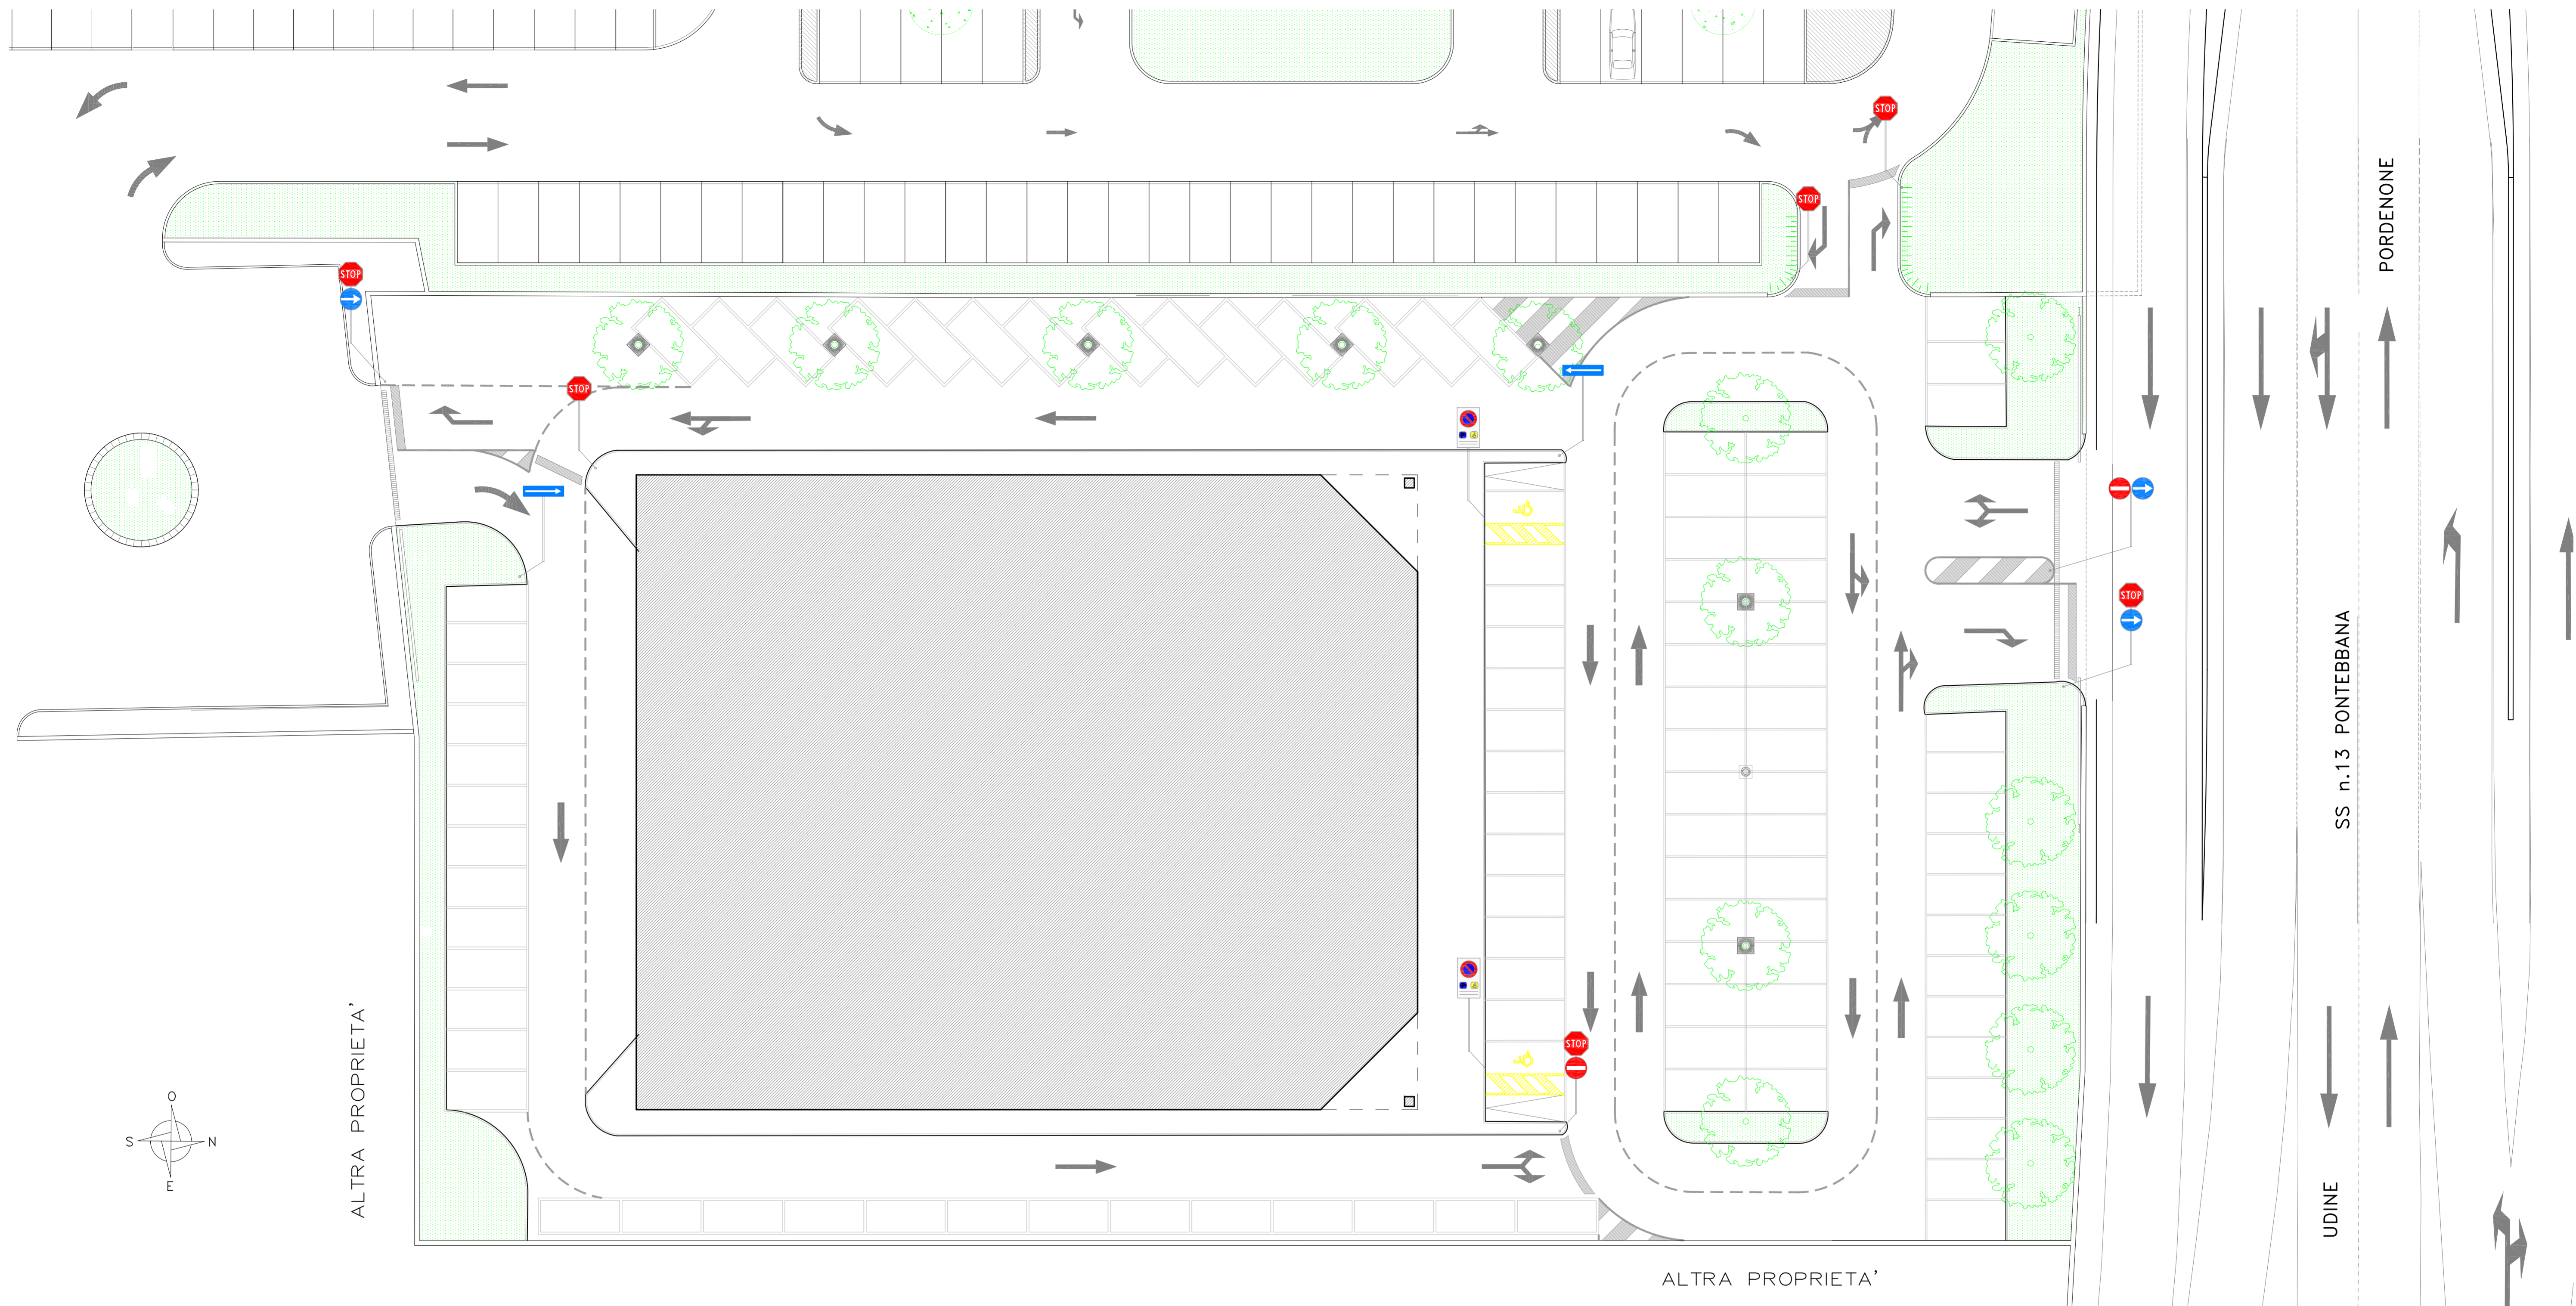 STOP
STOP
PORDENONE
STOP
STOP
STOP
SS n.13 PONTEBBANA
STOP
ALTRA PROPRIETA'
O
S
N
E
UDINE
ALTRA PROPRIETA'